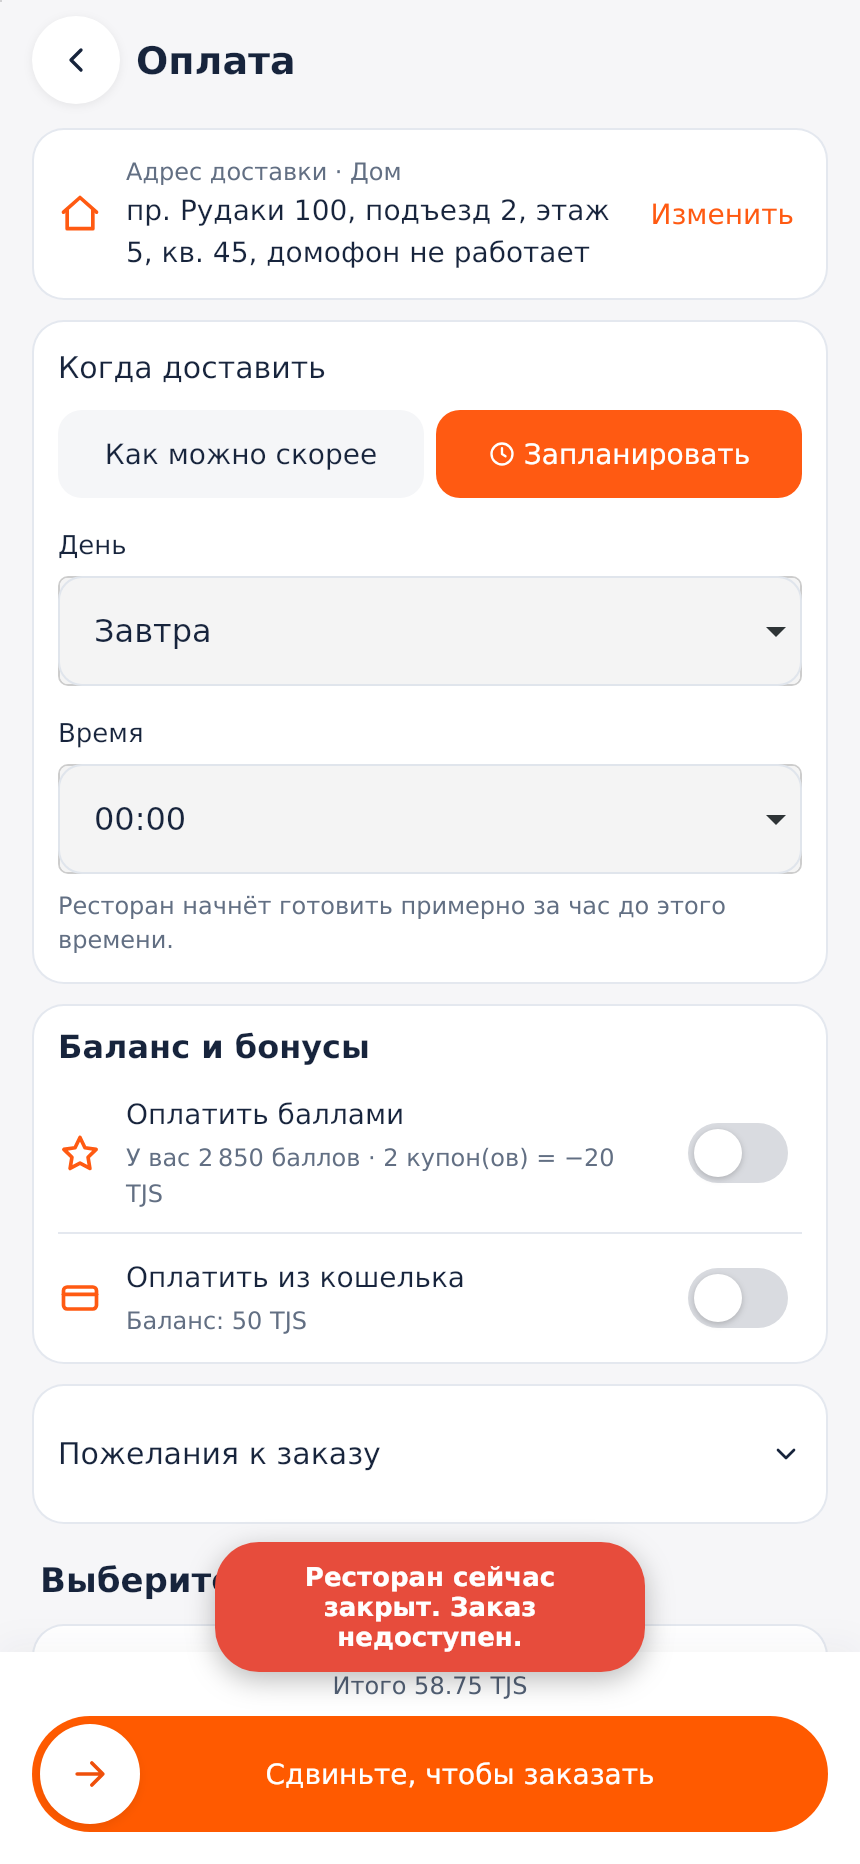 Оплата
Адрес доставки · Дом
пр. Рудаки 100, подъезд 2, этаж
5, кв. 45, домофон не работает
Изменить
Когда доставить
Как можно скорее
Запланировать
День
Завтра
Время
00:00
Ресторан начнёт готовить примерно за час до этого
времени.
Баланс и бонусы
Оплатить баллами
У вас 2 850 баллов · 2 купон(ов) = −20
TJS
Оплатить из кошелька
Баланс: 50 TJS
Пожелания к заказу
Ресторан сейчас
закрыт. Заказ
недоступен.
Итого 58.75 TJS
Сдвиньте, чтобы заказать